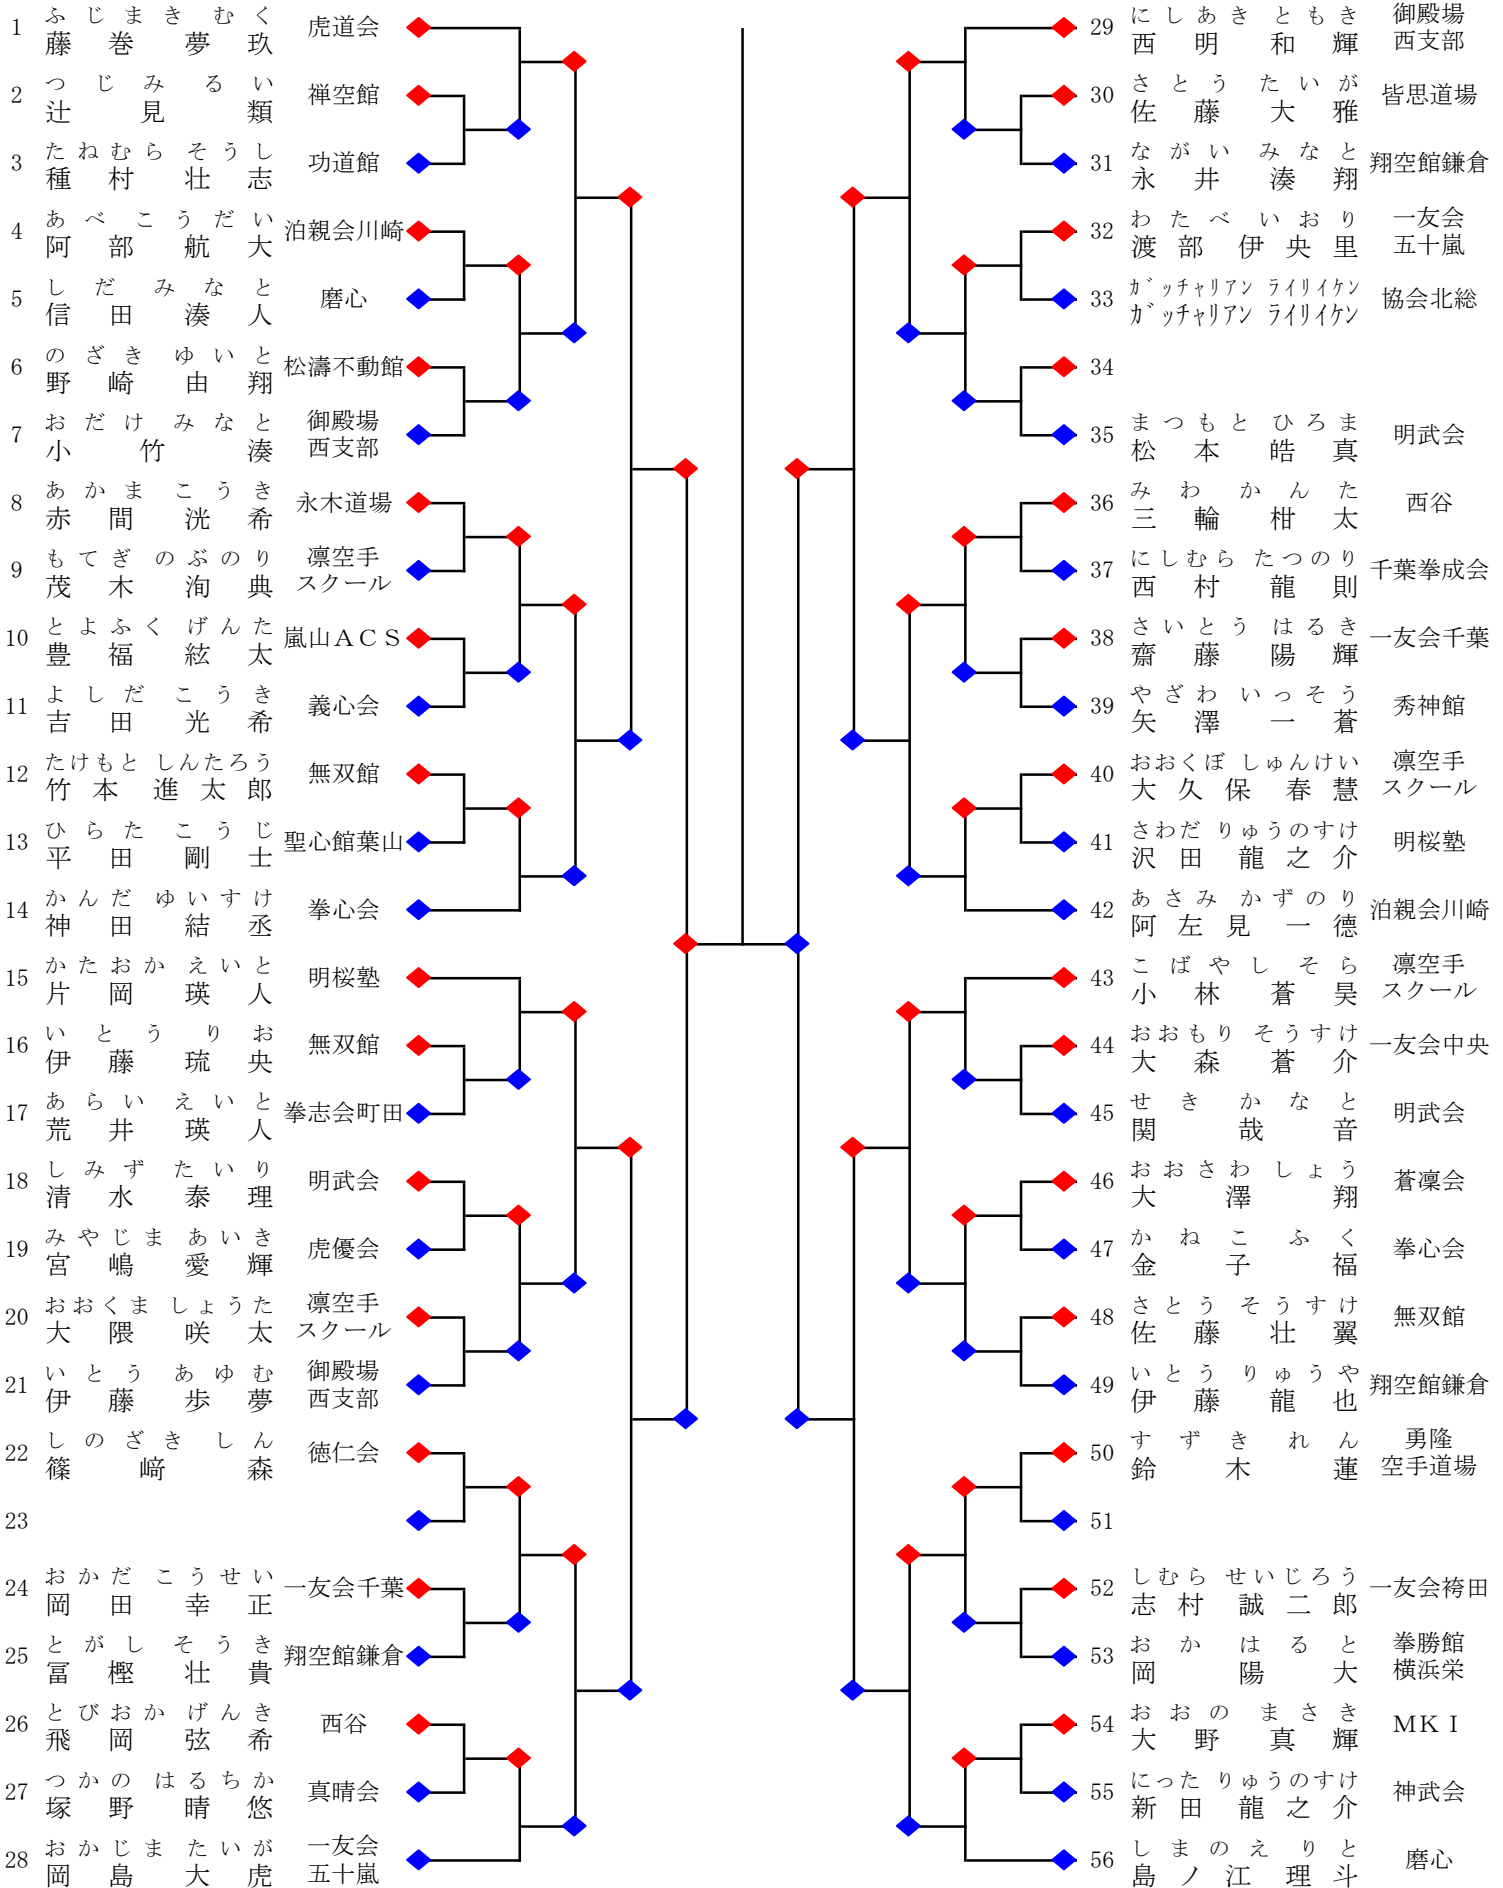 1 ふじまき むく 虎道会
藤巻 夢玖
2 つじみ るい 禅空館
辻見 類
3 たねむら そうし 功道館
種村 壮志
4 あべ こうだい 泊親会川崎
阿部 航大
5 しだ みなと 磨心
信田 湊人
6 のざき ゆいと 松濤不動館
野崎 由翔
7 おだけ みなと 御殿場
小竹 湊 西支部
8 あかま こうき 永木道場
赤間 洸希
9 もてぎ のぶのり 凛空手
茂木 洵典 スクール
10 とよふく げんた 嵐山ACS
豊福 絃太
11 よしだ こうき 義心会
吉田 光希
12 たけもと しんたろう 無双館
竹本 進太郎
13 ひらた こうじ 聖心館葉山
平田 剛士
14 かんだ ゆいすけ 拳心会
神田 結丞
15 かたおか えいと 明桜塾
片岡 瑛人
16 いとう りお 無双館
伊藤 琉央
17 あらい えいと 拳志会町田
荒井 瑛人
18 しみず たいり 明武会
清水 泰理
19 みやじま あいき 虎優会
宮嶋 愛輝
20 おおくま しょうた 凛空手
大隈 咲太 スクール
21 いとう あゆむ 御殿場
伊藤 歩夢 西支部
22 しのざき しん 徳仁会
篠﨑 森
23
24 おかだ こうせい 一友会千葉
岡田 幸正
25 とがし そうき 翔空館鎌倉
冨樫 壮貴
26 とびおか げんき 西谷
飛岡 弦希
27 つかの はるちか 真晴会
塚野 晴悠
28 おかじま たいが 一友会
岡島 大虎 五十嵐
29 にしあき ともき 御殿場
西明 和輝 西支部
30 さとう たいが 皆思道場
佐藤 大雅
31 ながい みなと 翔空館鎌倉
永井 湊翔
32 わたべ いおり 一友会
渡部 伊央里 五十嵐
33 ガッチャリアン ライリイケン 協会北総
ガッチャリアン ライリイケン
34
35 まつもと ひろま 明武会
松本 皓真
36 みわ かんた 西谷
三輪 柑太
37 にしむら たつのり 千葉拳成会
西村 龍則
38 さいとう はるき 一友会千葉
齋藤 陽輝
39 やざわ いっそう 秀神館
矢澤 一蒼
40 おおくぼ しゅんけい 凛空手
大久保 春慧 スクール
41 さわだ りゅうのすけ 明桜塾
沢田 龍之介
42 あさみ かずのり 泊親会川崎
阿左見 一德
43 こばやし そら 凛空手
小林 蒼昊 スクール
44 おおもり そうすけ 一友会中央
大森 蒼介
45 せき かなと 明武会
関 哉音
46 おおさわ しょう 蒼凜会
大澤 翔
47 かねこ ふく 拳心会
金子 福
48 さとう そうすけ 無双館
佐藤 壮翼
49 いとう りゅうや 翔空館鎌倉
伊藤 龍也
50 すずき れん 勇隆
鈴木 蓮 空手道場
51
52 しむら せいじろう 一友会袴田
志村 誠二郎
53 おか はると 拳勝館
岡 陽大 横浜栄
54 おおの まさき MKI
大野 真輝
55 にった りゅうのすけ 神武会
新田 龍之介
56 しまのえ りと 磨心
島ノ江 理斗